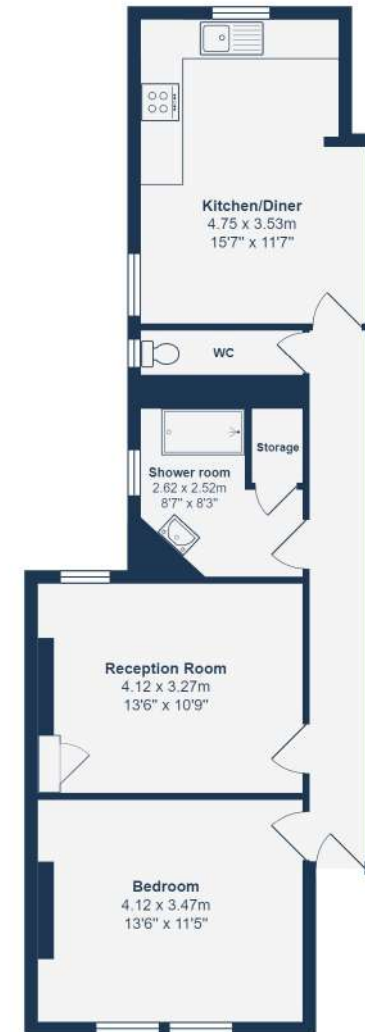 Kitchen/Diner
4.75 x 3.53m
15'7" x 11'7"
WC
Storage
Shower room
2.62 x 2.52m
8'7" x 8'3"
Reception Room
4.12 x 3.27m
13'6" x 10'9"
Bedroom
4.12 x 3.47m
13'6" x 11'5"